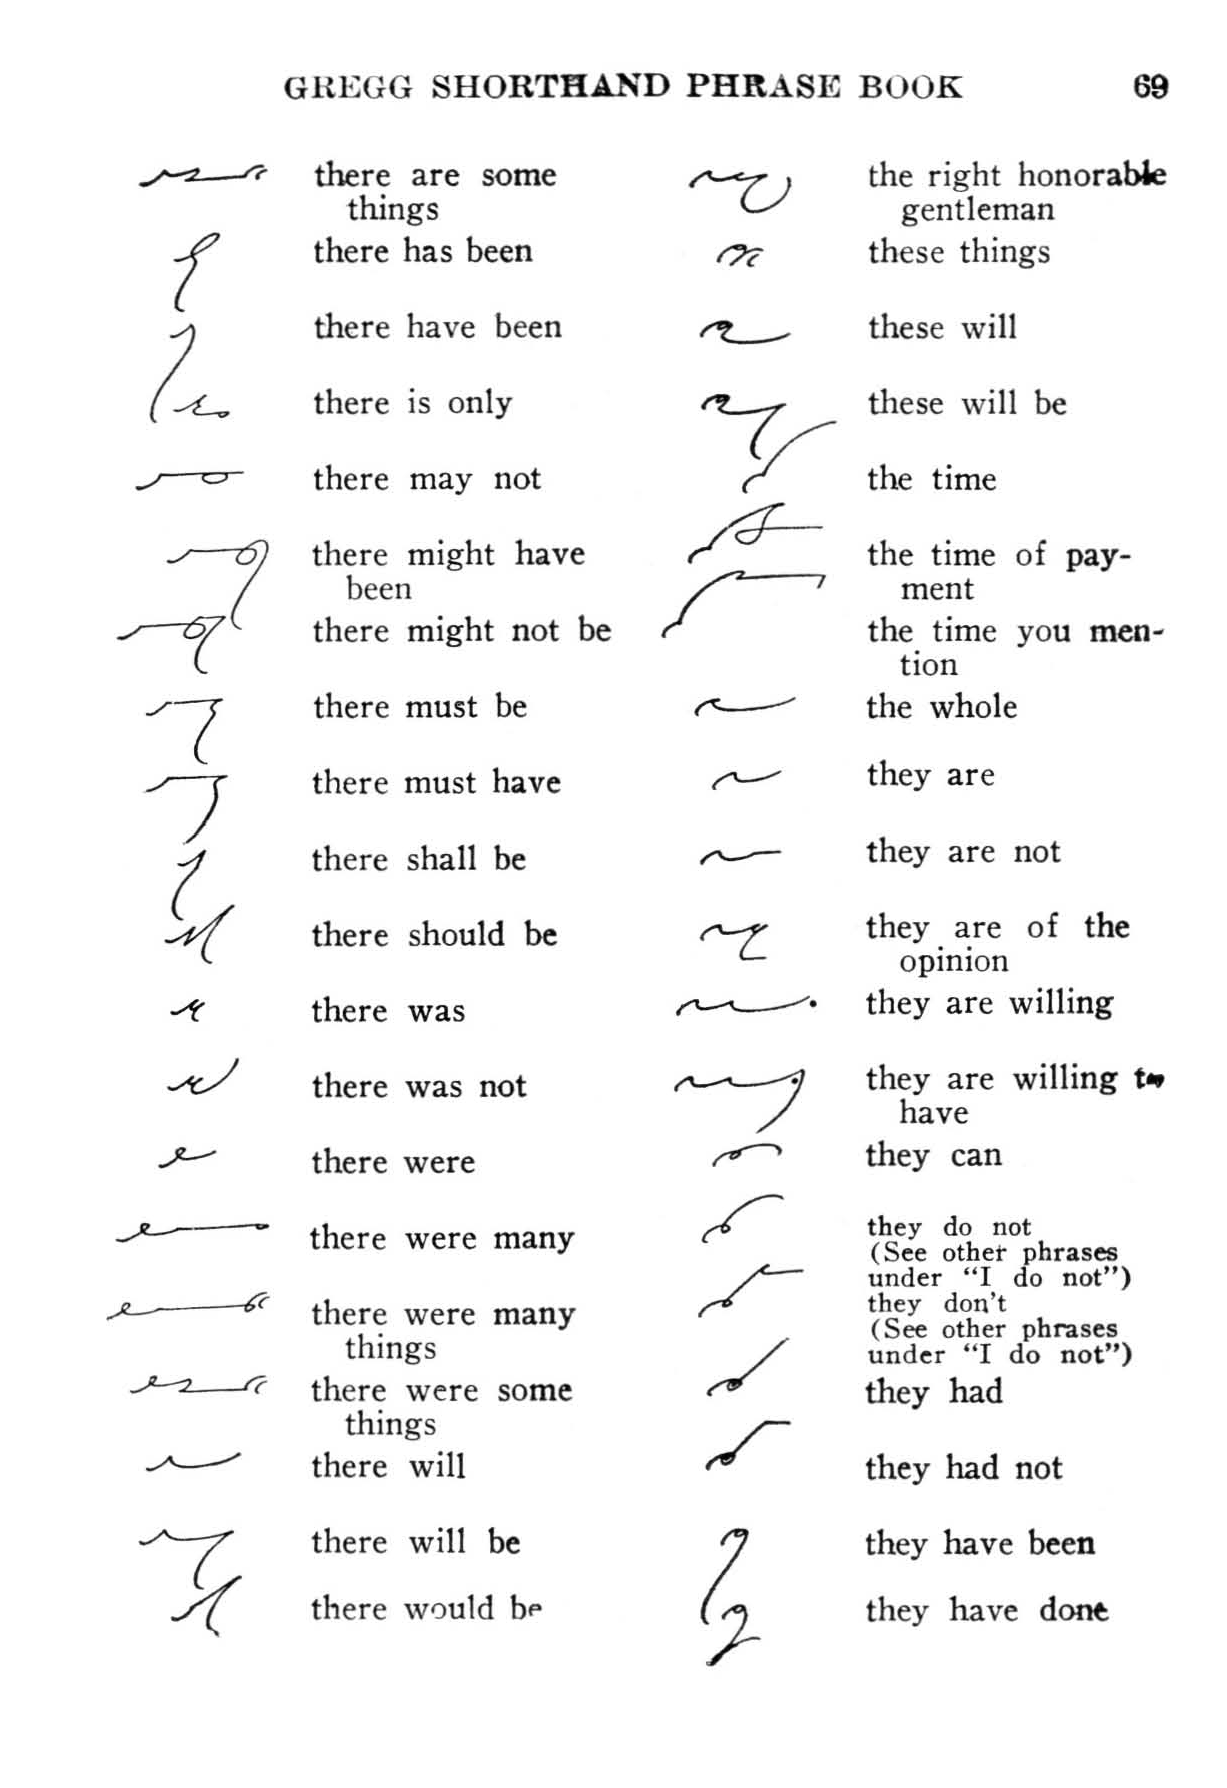 GREGG SHORTHAND PHRASE BOOK 69
there are some
things
there has been
there have been
there is only
there may not
there might have
been
there might not be
there must be
there must have
there shall be
there should be
there was
there was not
there were
there were many
there were many
things
there were some
things
there will
there will be
there would be
the right honorable
gentleman
these things
these will
these will be
the time
the time of pay-
ment
the time you men-
tion
the whole
they are
they are not
they are of the
opinion
they are willing
they are willing to
have
they can
they do not
(See other phrases
under "I do not")
they don't
(See other phrases
under "I do not")
they had
they had not
they have been
they have done